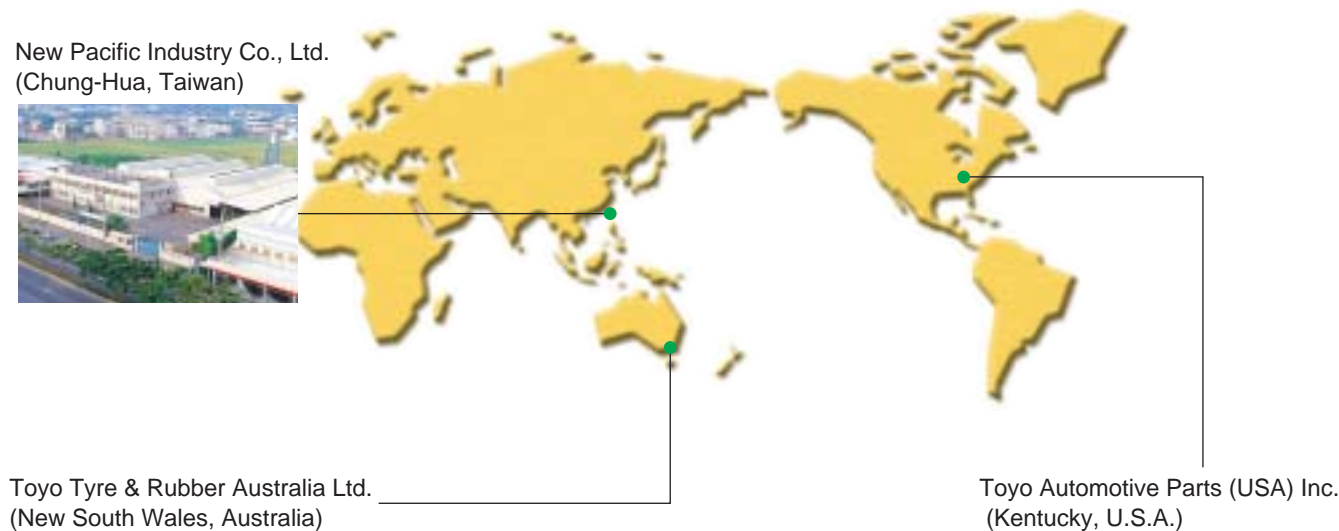 New Pacific Industry Co., Ltd.
(Chung-Hua, Taiwan)
Toyo Tyre & Rubber Australia Ltd.
(New South Wales, Australia)
Toyo Automotive Parts (USA) Inc.
(Kentucky, U.S.A.)